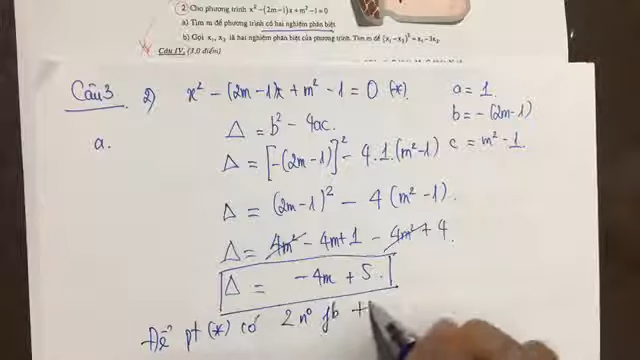 2) Cho phương trình x² -(2m-1)x + m² -1=0
a) Tìm m để phương trình có hai nghiệm phân biệt
b) Gọi x₁, x₂ là hai nghiệm phân biệt của phương trình. Tìm m để (x₁ - x₂)² = x₁ - 3x₂
Câu IV. (3,0 điểm)
Câu 3 2) x² - (2m-1)x + m² - 1 = 0 (*) a = 1.
b = -(2m-1)
c = m² - 1
a. Δ = b² - 4ac.
Δ = [-(2m-1)]² - 4.1.(m²-1)
Δ = (2m-1)² - 4(m²-1).
Δ = 4m² - 4m+1 - 4m² + 4.
Δ = -4m + 5.
Để pt (*) có 2 n⁰ pb